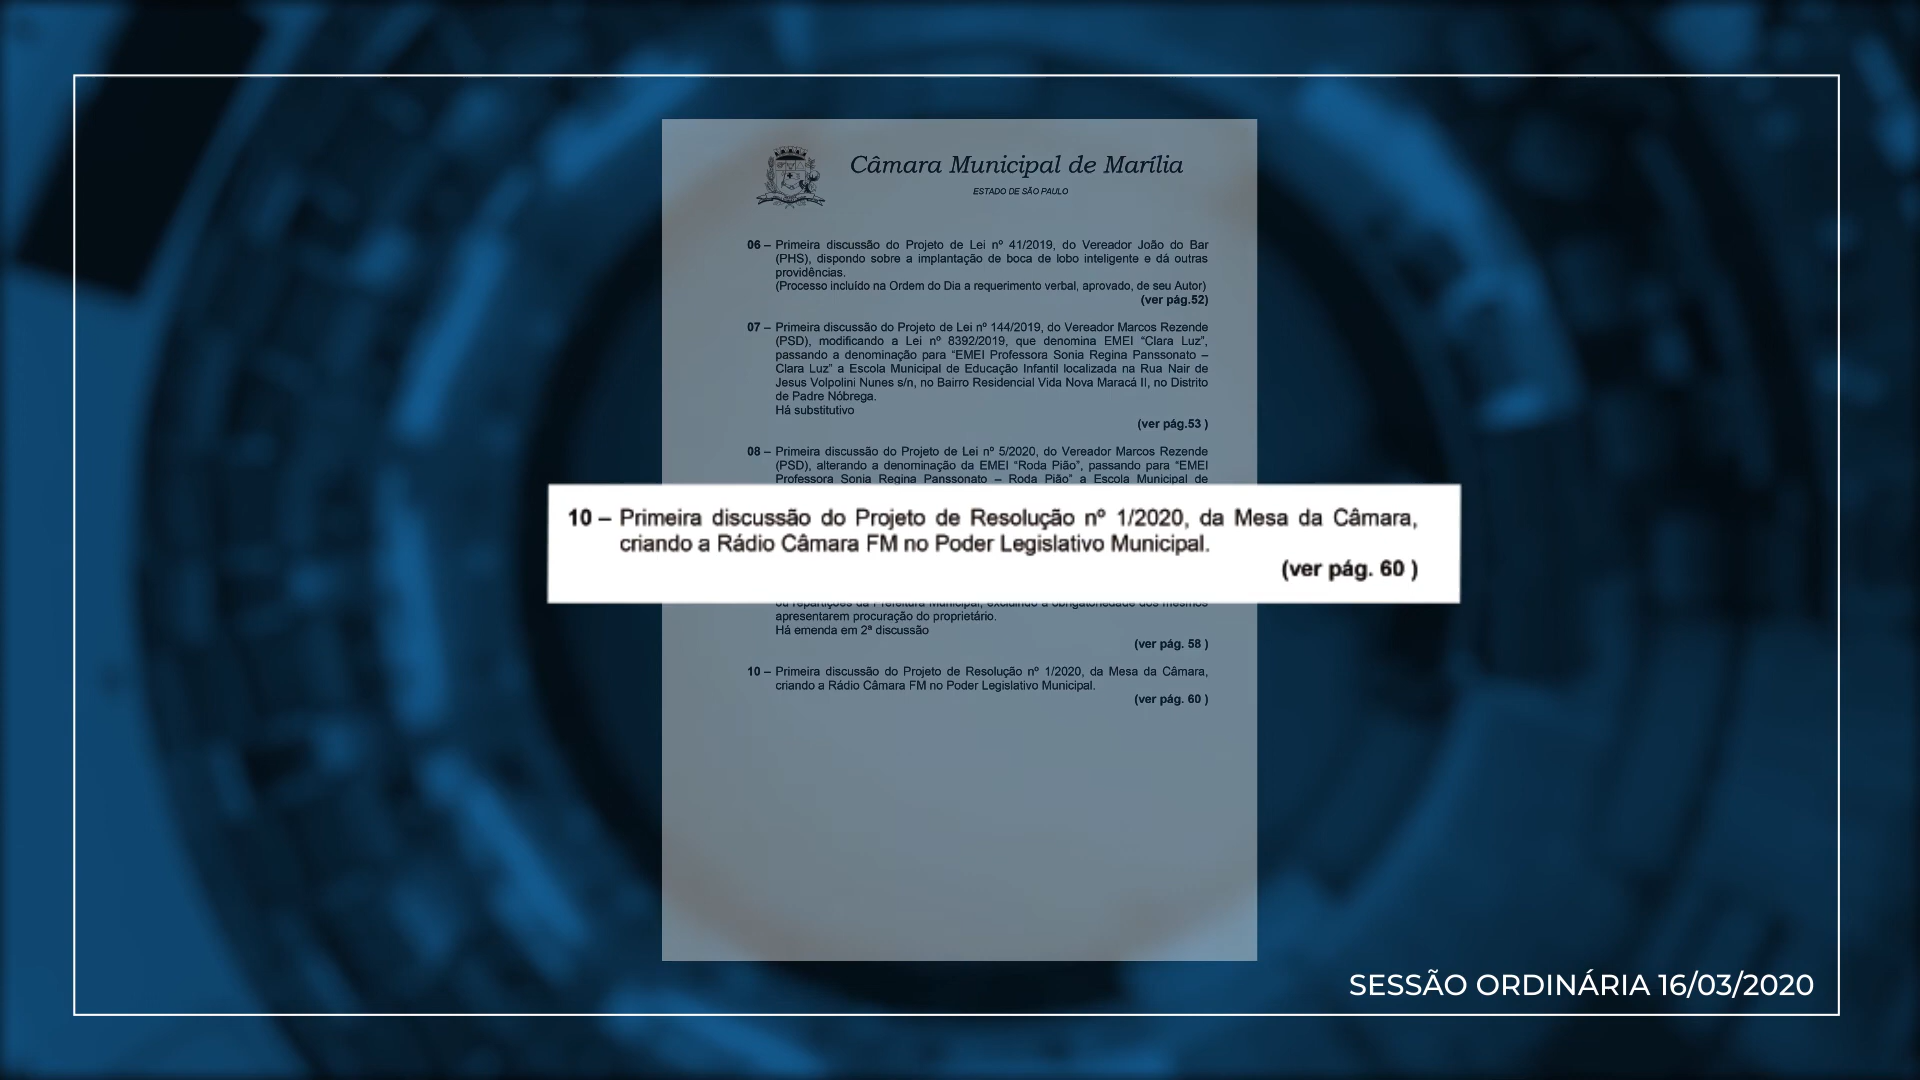 Câmara Municipal de Marília
ESTADO DE SÃO PAULO
06 – Primeira discussão do Projeto de Lei nº 41/2019, do Vereador João do Bar
(PHS), dispondo sobre a implantação de boca de lobo inteligente e dá outras
providências.
(Processo incluído na Ordem do Dia a requerimento verbal, aprovado, de seu Autor)
(ver pág.52)
07 – Primeira discussão do Projeto de Lei nº 144/2019, do Vereador Marcos Rezende
(PSD), modificando a Lei nº 8392/2019, que denomina EMEI “Clara Luz”,
passando a denominação para “EMEI Professora Sonia Regina Panssonato –
Clara Luz” a Escola Municipal de Educação Infantil localizada na Rua Nair de
Jesus Volpolini Nunes s/n, no Bairro Residencial Vida Nova Maracá II, no Distrito
de Padre Nóbrega.
Há substitutivo
(ver pág.53 )
08 – Primeira discussão do Projeto de Lei nº 5/2020, do Vereador Marcos Rezende
(PSD), alterando a denominação da EMEI “Roda Pião”, passando para “EMEI
Professora Sonia Regina Panssonato – Roda Pião” a Escola Municipal de
10 – Primeira discussão do Projeto de Resolução nº 1/2020, da Mesa da Câmara,
criando a Rádio Câmara FM no Poder Legislativo Municipal.
(ver pág. 60 )
ou repartições da Prefeitura Municipal, excluindo a obrigatoriedade dos mesmos
apresentarem procuração do proprietário.
Há emenda em 2ª discussão
(ver pág. 58 )
10 – Primeira discussão do Projeto de Resolução nº 1/2020, da Mesa da Câmara,
criando a Rádio Câmara FM no Poder Legislativo Municipal.
(ver pág. 60 )
SESSÃO ORDINÁRIA 16/03/2020